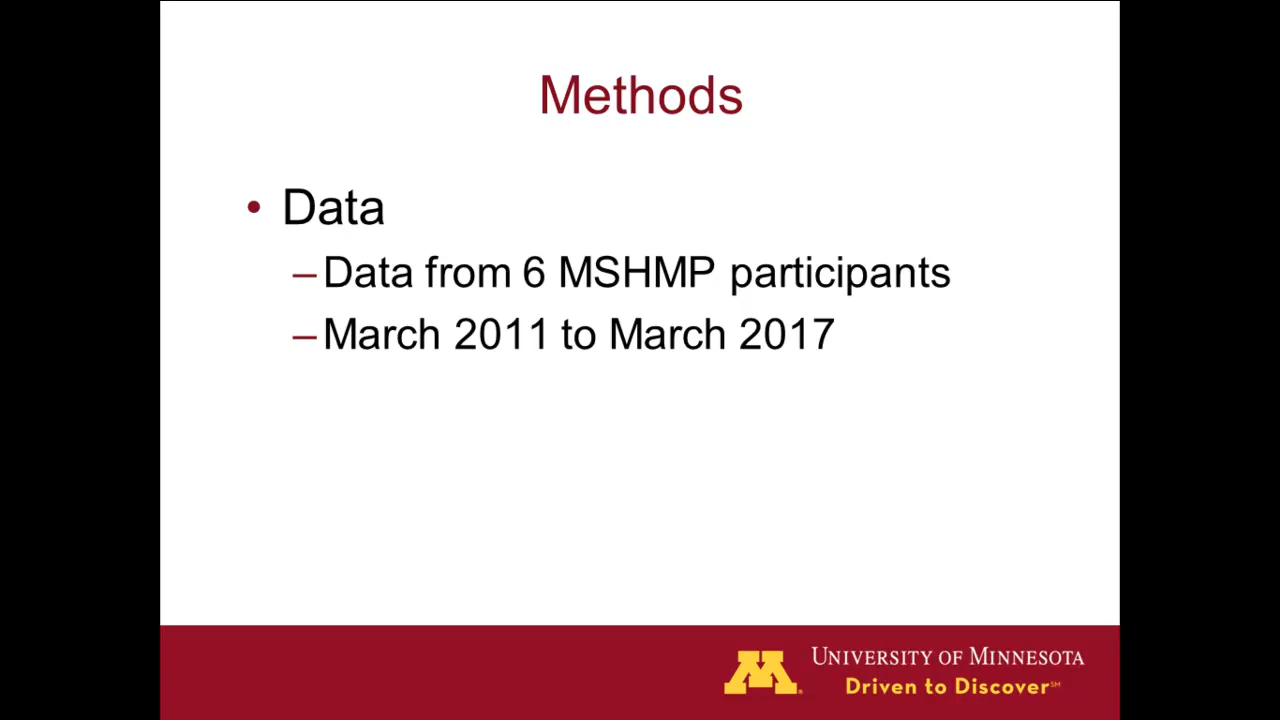 Methods
• Data
– Data from 6 MSHMP participants
– March 2011 to March 2017
M
UNIVERSITY OF MINNESOTA
Driven to Discover℠